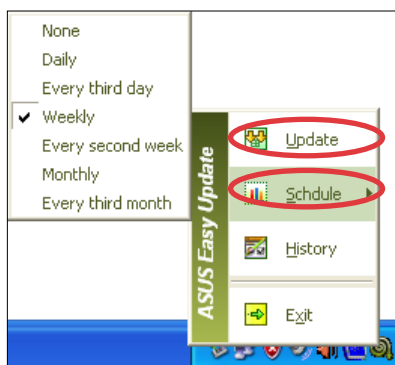 None
Daily
Every third day
Weekly
Every second week
Monthly
Every third month
ASUS Easy Update
Update
Schdule
History
Exit